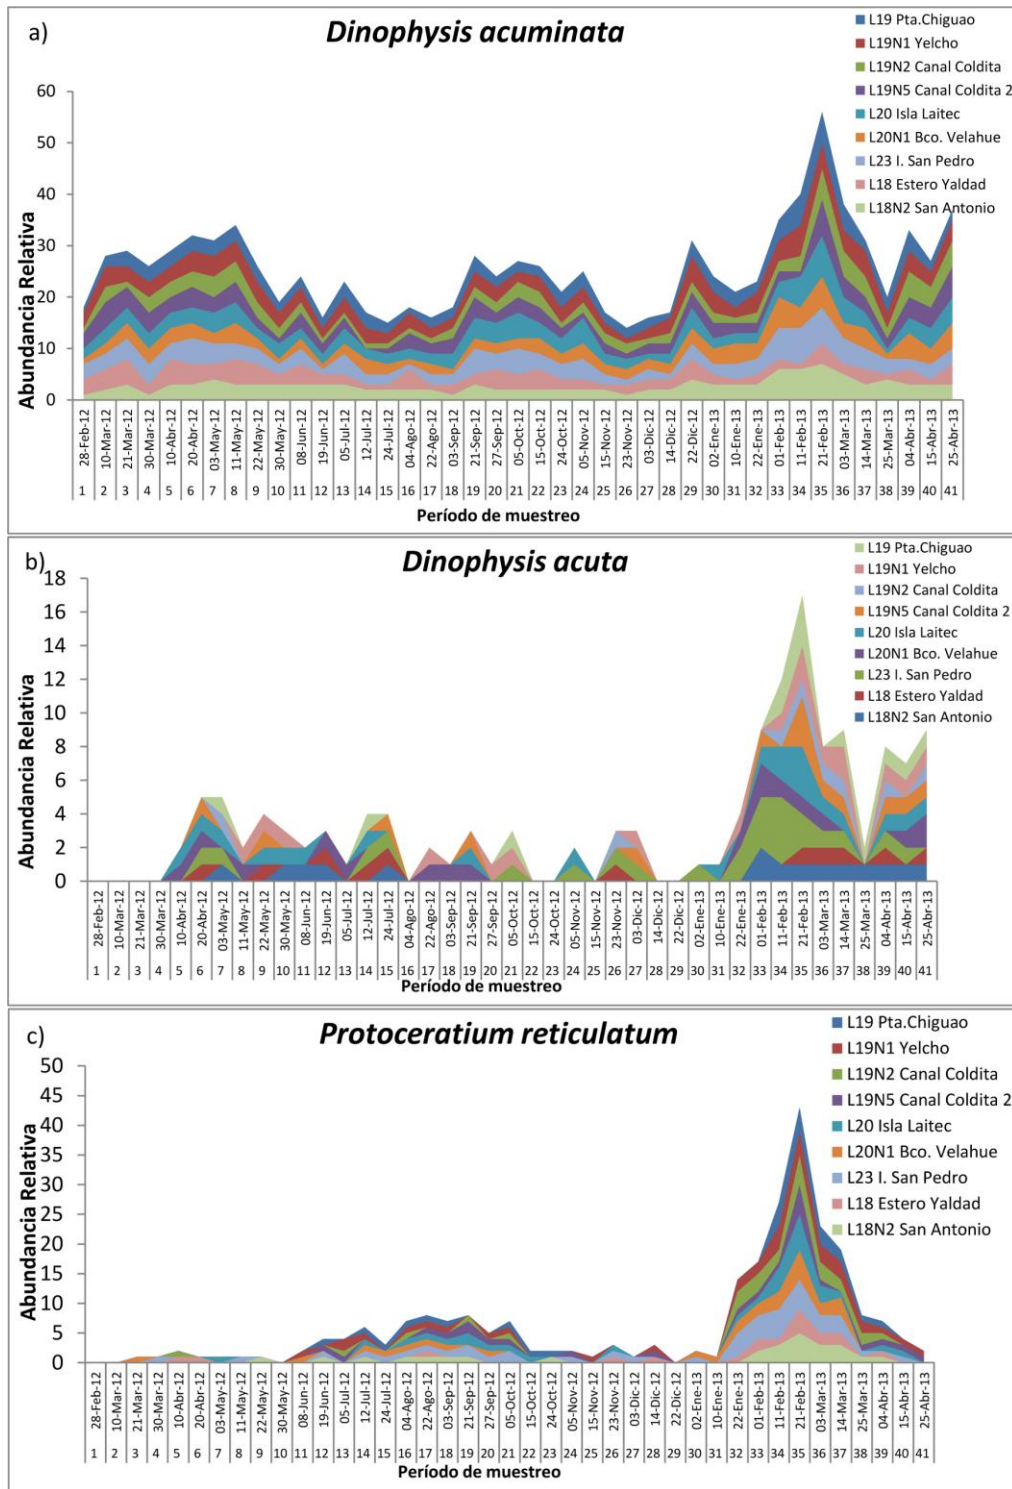 a)
Dinophysis acuminata
L19 Pta.Chiguao
L19N1 Yelcho
L19N2 Canal Coldita
L19N5 Canal Coldita 2
L20 Isla Laitec
L20N1 Bco. Velahue
L23 I. San Pedro
L18 Estero Yaldad
L18N2 San Antonio
Abundancia Relativa
60
50
40
30
20
10
0
28-Feb-12 10-Mar-12 21-Mar-12 30-Mar-12 10-Abr-12 20-Abr-12 03-May-12 11-May-12 22-May-12 30-May-12 08-Jun-12 19-Jun-12 05-Jul-12 12-Jul-12 24-Jul-12 04-Ago-12 22-Ago-12 03-Sep-12 21-Sep-12 27-Sep-12 05-Oct-12 15-Oct-12 24-Oct-12 05-Nov-12 15-Nov-12 23-Nov-12 03-Dic-12 14-Dic-12 22-Dic-12 02-Ene-13 10-Ene-13 22-Ene-13 01-Feb-13 11-Feb-13 21-Feb-13 03-Mar-13 14-Mar-13 25-Mar-13 04-Abr-13 15-Abr-13 25-Abr-13
1 2 3 4 5 6 7 8 9 10 11 12 13 14 15 16 17 18 19 20 21 22 23 24 25 26 27 28 29 30 31 32 33 34 35 36 37 38 39 40 41
Período de muestreo
b)
Dinophysis acuta
L19 Pta.Chiguao
L19N1 Yelcho
L19N2 Canal Coldita
L19N5 Canal Coldita 2
L20 Isla Laitec
L20N1 Bco. Velahue
L23 I. San Pedro
L18 Estero Yaldad
L18N2 San Antonio
Abundancia Relativa
18
16
14
12
10
8
6
4
2
0
28-Feb-12 10-Mar-12 21-Mar-12 30-Mar-12 10-Abr-12 20-Abr-12 03-May-12 11-May-12 22-May-12 30-May-12 08-Jun-12 19-Jun-12 05-Jul-12 12-Jul-12 24-Jul-12 04-Ago-12 22-Ago-12 03-Sep-12 21-Sep-12 27-Sep-12 05-Oct-12 15-Oct-12 24-Oct-12 05-Nov-12 15-Nov-12 23-Nov-12 03-Dic-12 14-Dic-12 22-Dic-12 02-Ene-13 10-Ene-13 22-Ene-13 01-Feb-13 11-Feb-13 21-Feb-13 03-Mar-13 14-Mar-13 25-Mar-13 04-Abr-13 15-Abr-13 25-Abr-13
1 2 3 4 5 6 7 8 9 10 11 12 13 14 15 16 17 18 19 20 21 22 23 24 25 26 27 28 29 30 31 32 33 34 35 36 37 38 39 40 41
Período de muestreo
c)
Protoceratium reticulatum
L19 Pta.Chiguao
L19N1 Yelcho
L19N2 Canal Coldita
L19N5 Canal Coldita 2
L20 Isla Laitec
L20N1 Bco. Velahue
L23 I. San Pedro
L18 Estero Yaldad
L18N2 San Antonio
Abundancia Relativa
50
45
40
35
30
25
20
15
10
5
0
28-Feb-12 10-Mar-12 21-Mar-12 30-Mar-12 10-Abr-12 20-Abr-12 03-May-12 11-May-12 22-May-12 30-May-12 08-Jun-12 19-Jun-12 05-Jul-12 12-Jul-12 24-Jul-12 04-Ago-12 22-Ago-12 03-Sep-12 21-Sep-12 27-Sep-12 05-Oct-12 15-Oct-12 24-Oct-12 05-Nov-12 15-Nov-12 23-Nov-12 03-Dic-12 14-Dic-12 22-Dic-12 02-Ene-13 10-Ene-13 22-Ene-13 01-Feb-13 11-Feb-13 21-Feb-13 03-Mar-13 14-Mar-13 25-Mar-13 04-Abr-13 15-Abr-13 25-Abr-13
1 2 3 4 5 6 7 8 9 10 11 12 13 14 15 16 17 18 19 20 21 22 23 24 25 26 27 28 29 30 31 32 33 34 35 36 37 38 39 40 41
Período de muestreo